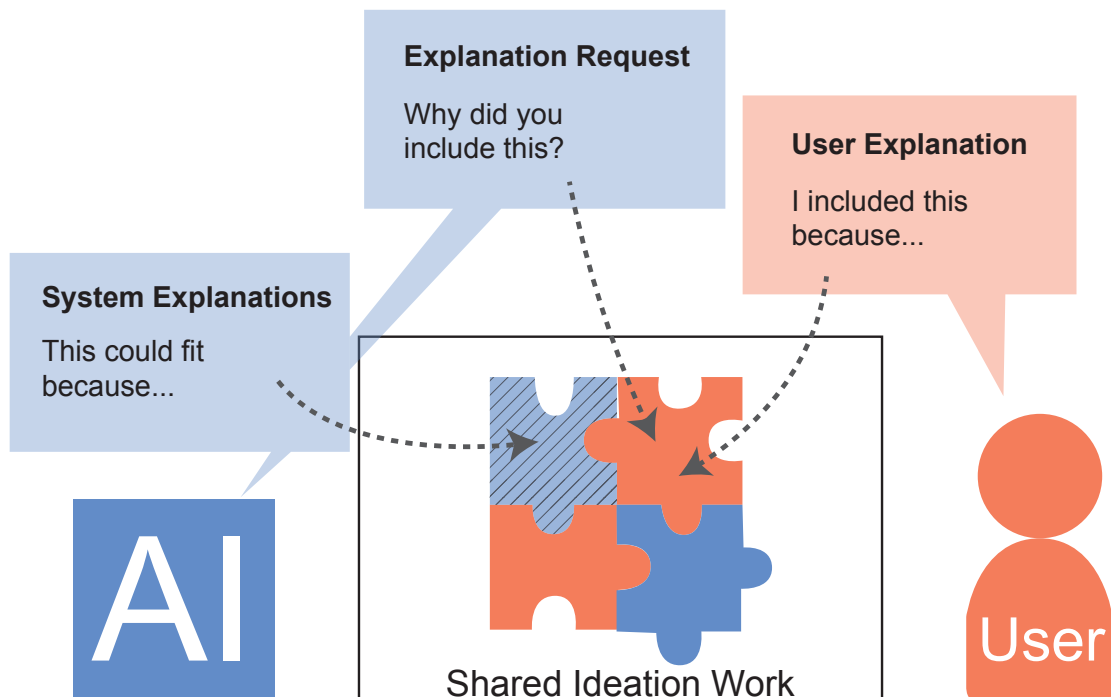 Explanation Request
Why did you
include this?
User Explanation
I included this
because...
System Explanations
This could fit
because...
AI
User
Shared Ideation Work